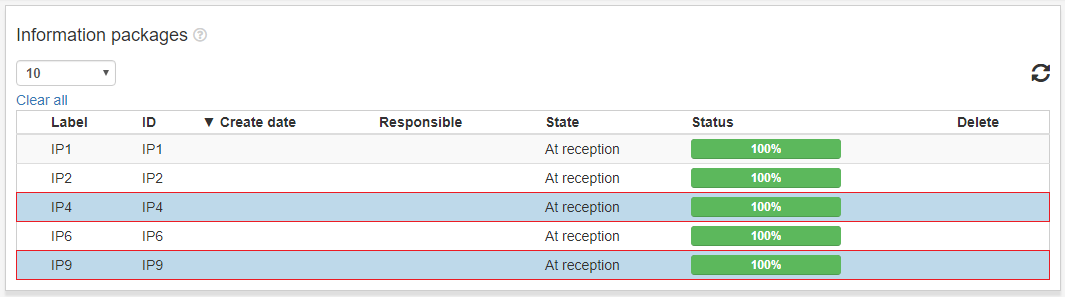 Information packages ?
10 ▼
Clear all
Label ID ▼ Create date Responsible State Status Delete
IP1 IP1 At reception 100%
IP2 IP2 At reception 100%
IP4 IP4 At reception 100%
IP6 IP6 At reception 100%
IP9 IP9 At reception 100%